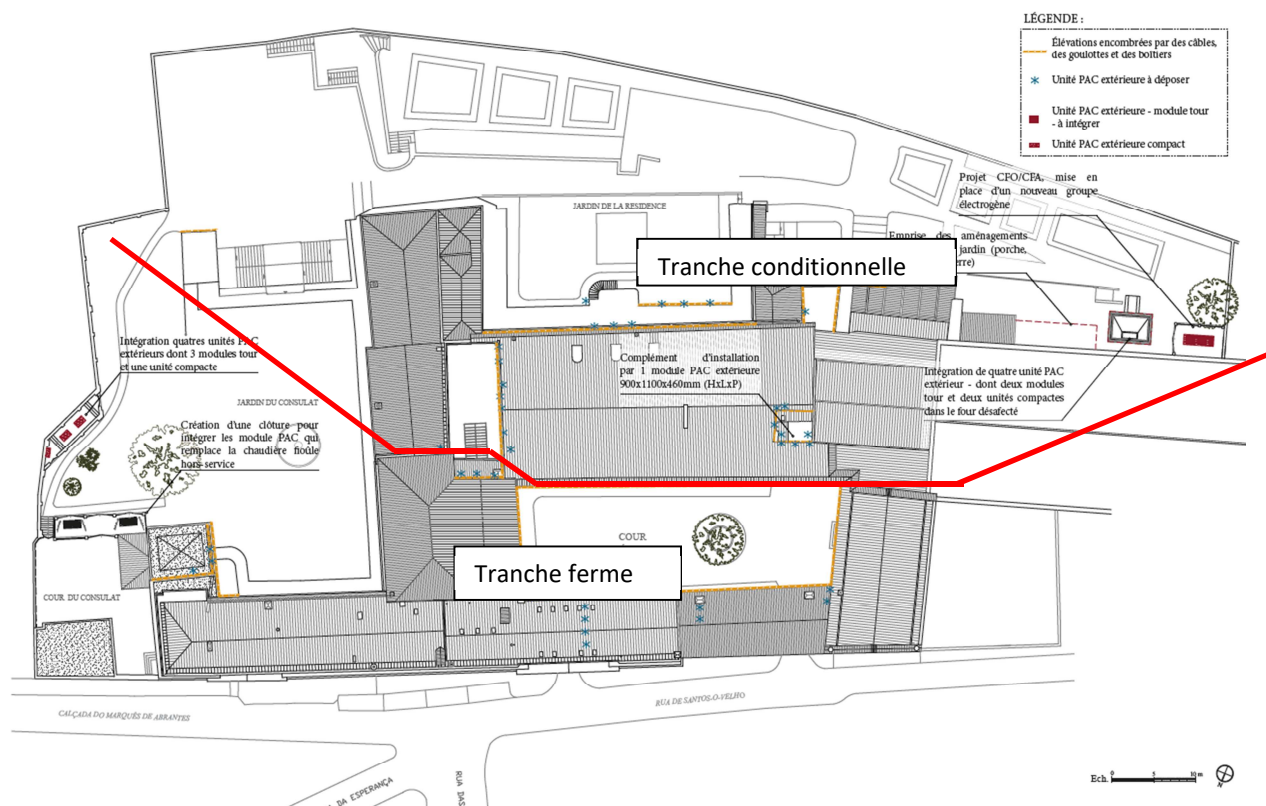 LÉGENDE :
Élévations encombrées par des câbles,
des goulottes et des boîtiers
Unité PAC extérieure à déposer
Unité PAC extérieure - module tour
- à intégrer
Unité PAC extérieure compact
Projet CFO/CFA, mise en
place d'un nouveau groupe
électrogène
JARDIN DE LA RESIDENCE
Emprise des aménagements
jardin (porche,
rre)
Tranche conditionnelle
Intégration quatres unités PAC
extérieurs dont 3 modules tour
et une unité compacte
Complément d'installation
par 1 module PAC extérieure
900x1100x460mm (HxLxP)
Intégration de quatre unité PAC
extérieur - dont deux modules
tour et deux unités compactes
dans le four désafecté
JARDIN DU CONSULAT
Création d'une clôture pour
intégrer les module PAC qui
remplace la chaudière fioule
hors-service
COUR
Tranche ferme
COUR DU CONSULAT
CALÇADA DO MARQUÊS DE ABRANTES
RUA DE SANTOS-O-VELHO
DA ESPERANÇA
RUA DAS
Ech. 0 5 10 m
N